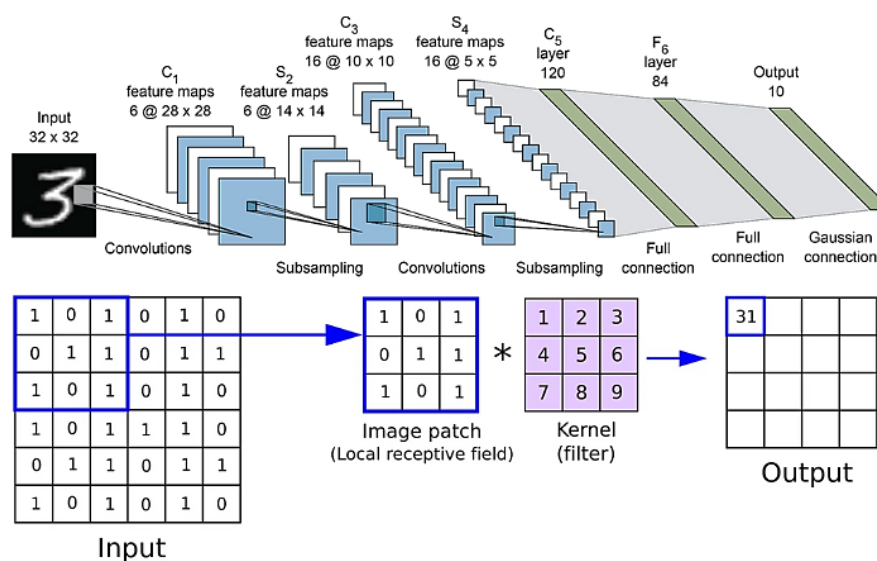 C1
feature maps
6 @ 28 x 28
S2
feature maps
6 @ 14 x 14
C3
feature maps
16 @ 10 x 10
S4
feature maps
16 @ 5 x 5
C5
layer
120
F6
layer
84
Output
10
Input
32 x 32
3
Convolutions
Subsampling
Convolutions
Subsampling
Full
connection
Full
connection
Gaussian
connection
1 0 1 0 1 0
0 1 1 0 1 1
1 0 1 0 1 0
1 0 1 1 1 0
0 1 1 0 1 1
1 0 1 0 1 0
Input
1 0 1
0 1 1
1 0 1
Image patch
(Local receptive field)
*
1 2 3
4 5 6
7 8 9
Kernel
(filter)
31
Output